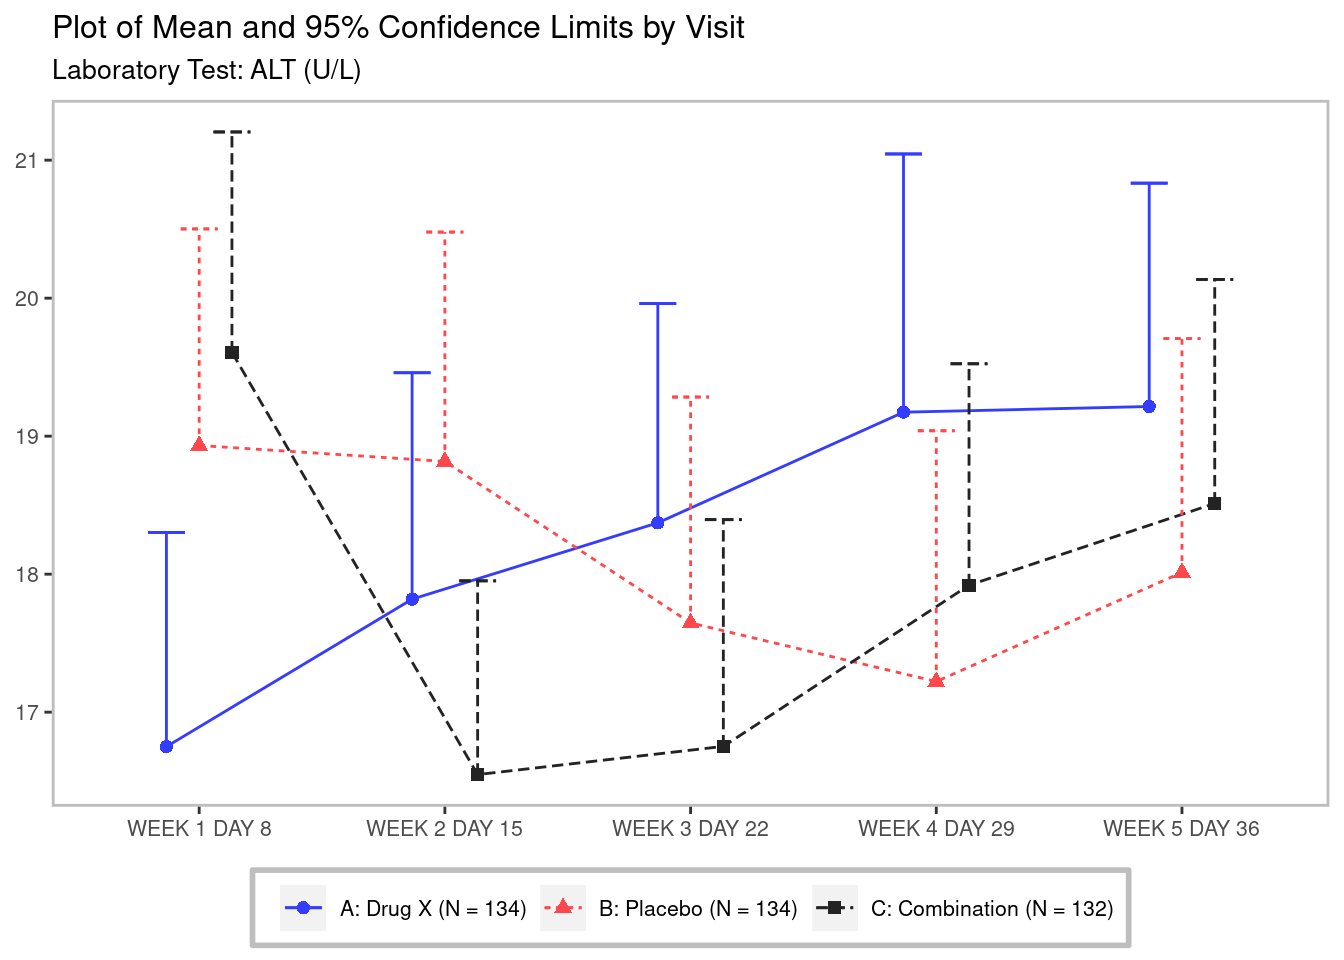 Plot of Mean and 95% Confidence Limits by Visit
Laboratory Test: ALT (U/L)
21
20
19
18
17
WEEK 1 DAY 8
WEEK 2 DAY 15
WEEK 3 DAY 22
WEEK 4 DAY 29
WEEK 5 DAY 36
A: Drug X (N = 134)
B: Placebo (N = 134)
C: Combination (N = 132)